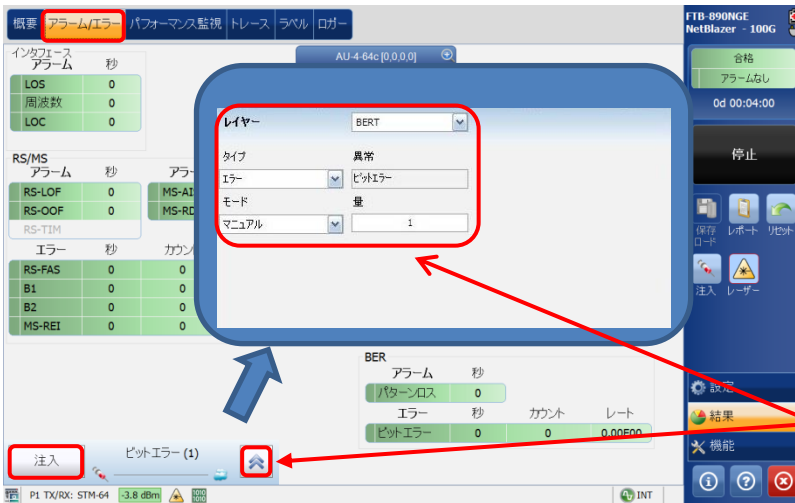 概要 アラーム/エラー パフォーマンス監視 トレース ラベル ロガー
FTB-890NGE
NetBlazer - 100G
合格
アラームなし
0d 00:04:00
停止
保存
ロード
レポート
リセット
注入
レーザー
設定
結果
機能
インタフェース
アラーム 秒
LOS 0
周波数 0
LOC 0
AU-4-64c [0,0,0,0]
レイヤー BERT
タイプ 異常
エラー ビットエラー
モード 量
マニュアル 1
RS/MS
アラーム 秒
RS-LOF 0 MS-AI
RS-OOF 0 MS-RD
RS-TIM
エラー 秒 カウン
RS-FAS 0 0
B1 0 0
B2 0 0
MS-REI 0 0
BER
アラーム 秒
パターンロス 0
エラー 秒 カウント レート
ビットエラー 0 0 0.00E00
注入 ビットエラー (1)
P1 TX/RX: STM-64 -3.8 dBm INT